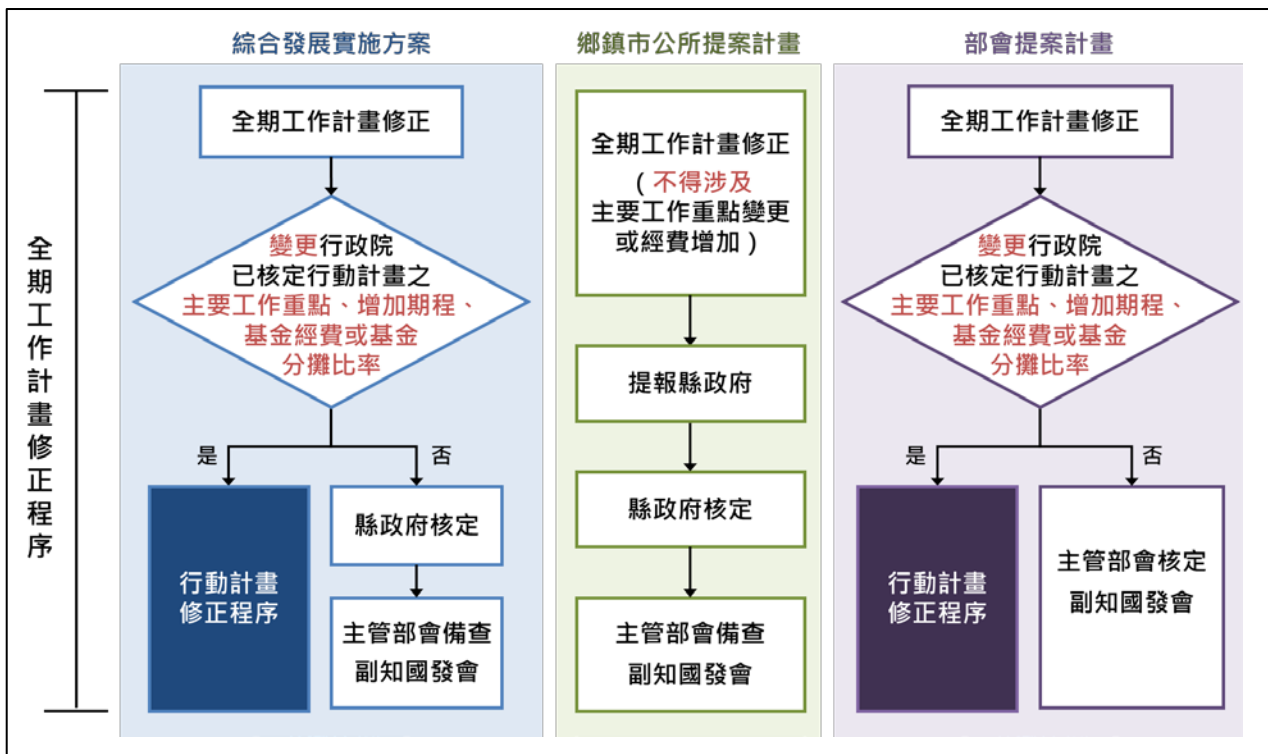 全期工作計畫修正程序
綜合發展實施方案
全期工作計畫修正
變更行政院
已核定行動計畫之
主要工作重點、增加期程、
基金經費或基金
分攤比率
是
否
行動計畫
修正程序
縣政府核定
主管部會備查
副知國發會
鄉鎮市公所提案計畫
全期工作計畫修正
（不得涉及
主要工作重點變更
或經費增加）
提報縣政府
縣政府核定
主管部會備查
副知國發會
部會提案計畫
全期工作計畫修正
變更行政院
已核定行動計畫之
主要工作重點、增加期程、
基金經費或基金
分攤比率
是
否
行動計畫
修正程序
主管部會核定
副知國發會